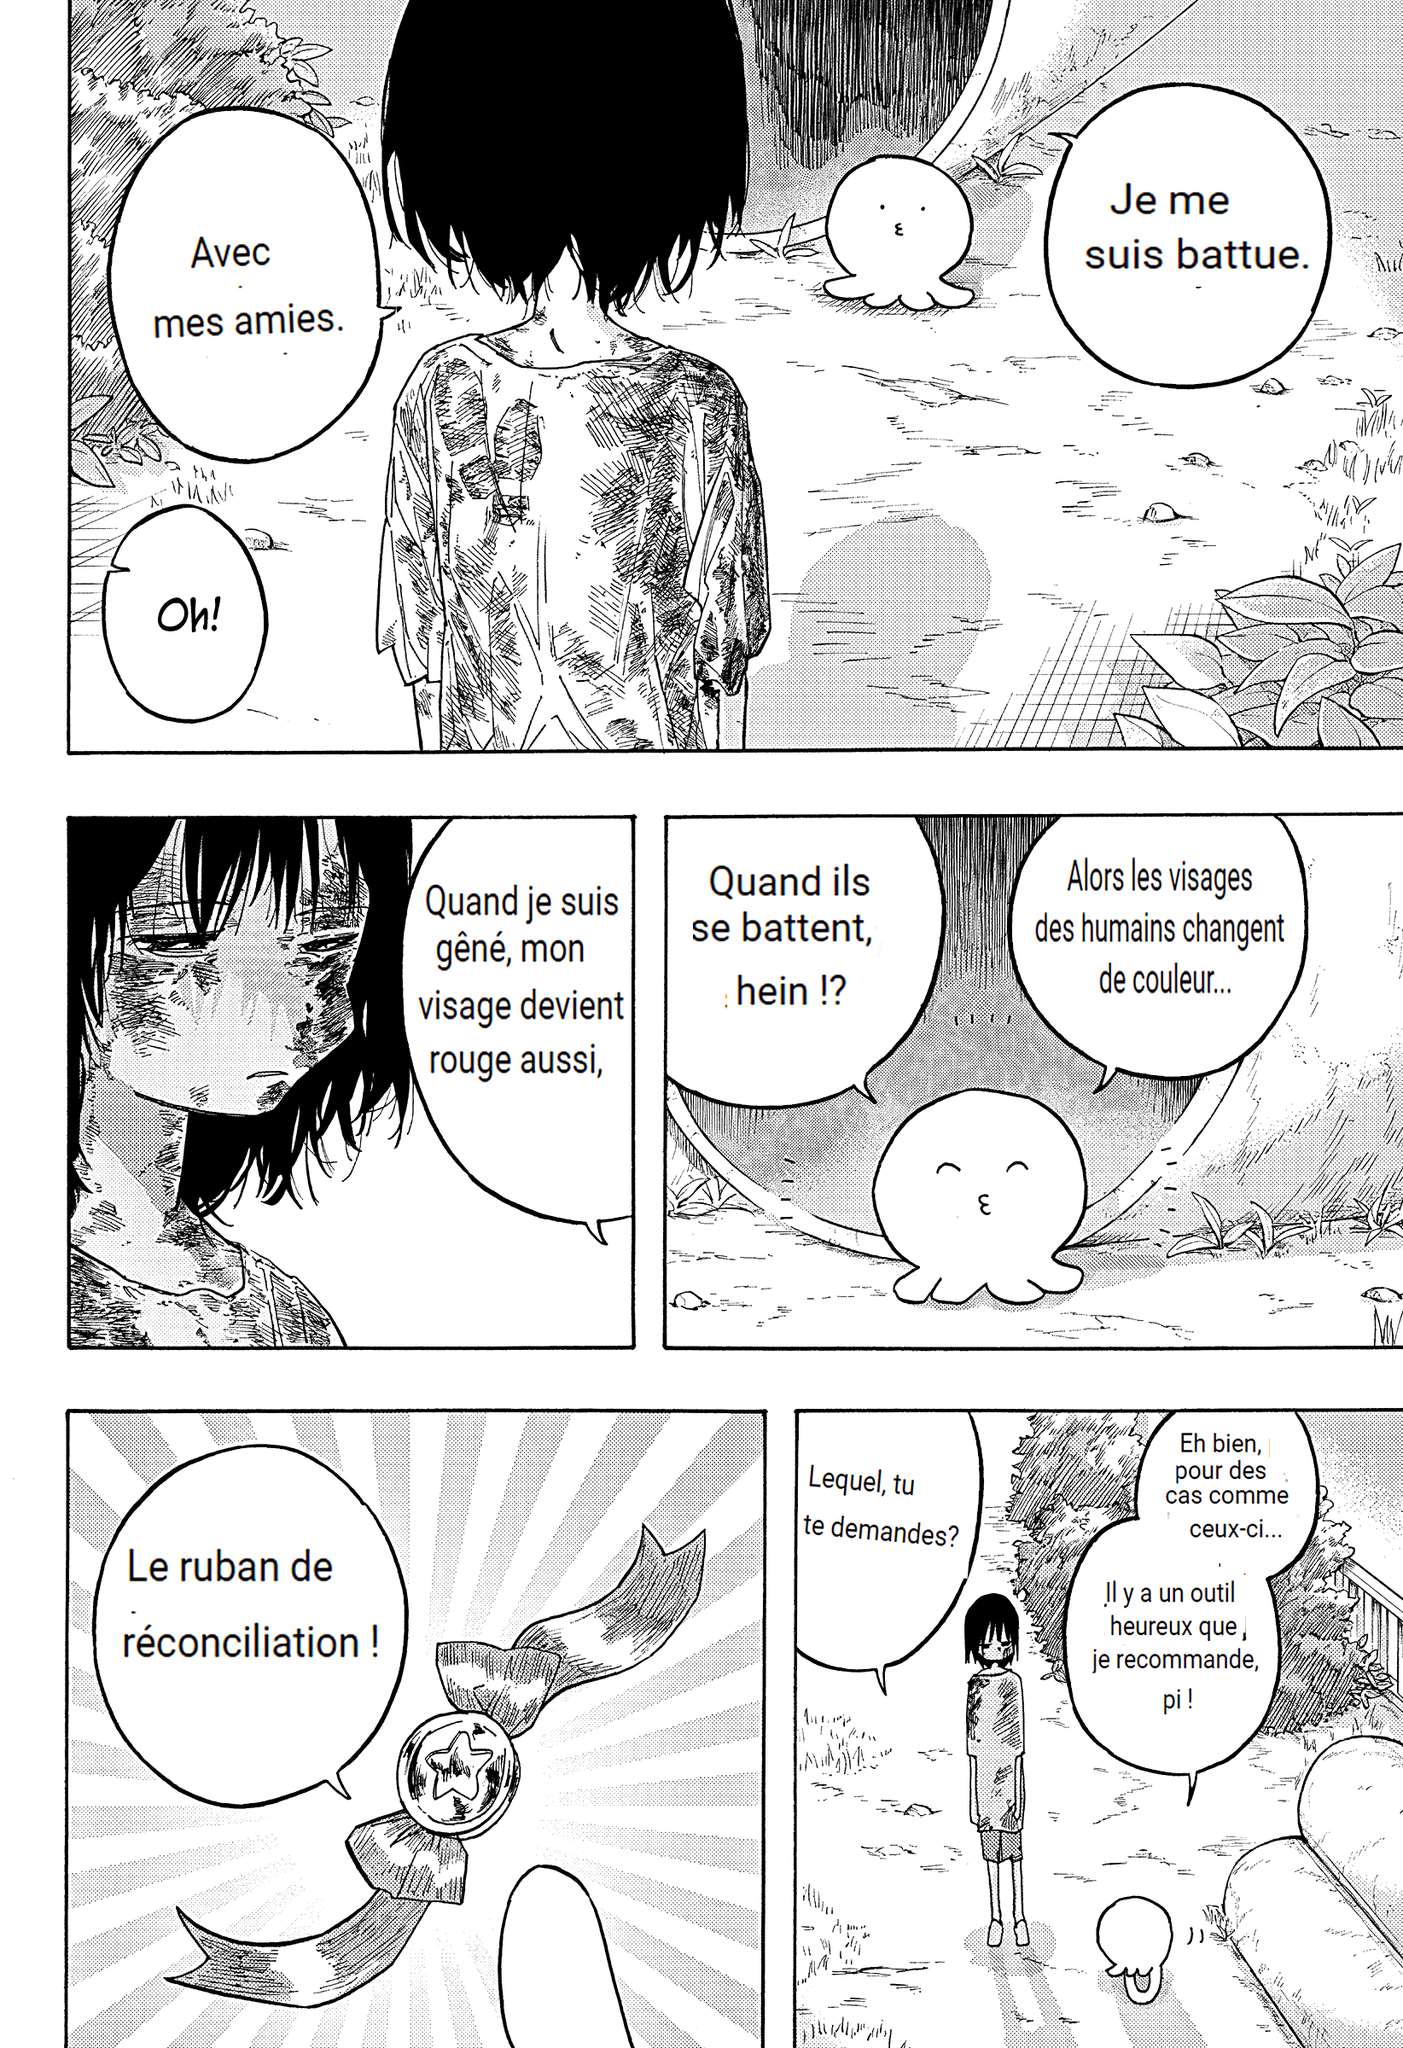 Je me
suis battue.
Avec
mes amies.
Oh!
Alors les visages
des humains changent
de couleur...
Quand ils
se battent,
hein !?
Quand je suis
gêné, mon
visage devient
rouge aussi,
Eh bien,
pour des
cas comme
ceux-ci...
Il y a un outil
heureux que
je recommande,
pi !
Lequel, tu
te demandes?
Le ruban de
réconciliation !